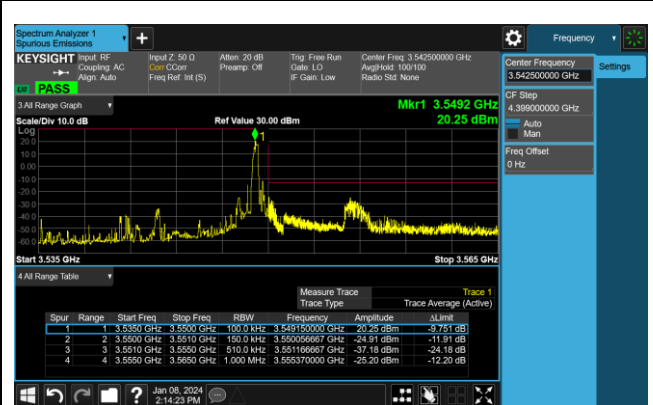 Spectrum Analyzer 1
Spurious Emissions
+
Frequency
KEYSIGHT Input: RF Input Z: 50 Ω Atten: 20 dB Trig: Free Run Center Freq: 3.542500000 GHz
Coupling: AC Corr CCorr Preamp: Off Gate: LO Avg|Hold: 100/100
Align: Auto Freq Ref: Int (S) IF Gain: Low Radio Std: None
PASS
Center Frequency
3.542500000 GHz
Settings
CF Step
4.399000000 GHz
Auto
Man
Freq Offset
0 Hz
3 All Range Graph
Mkr1 3.5492 GHz
Scale/Div 10.0 dB Ref Value 30.00 dBm 20.25 dBm
Log
1
20.0
10.0
0.00
-10.0
-20.0
-30.0
-40.0
-50.0
-60.0
Start 3.535 GHz Stop 3.565 GHz
4 All Range Table
Measure Trace Trace 1
Trace Type Trace Average (Active)
Spur Range Start Freq Stop Freq RBW Frequency Amplitude ΔLimit
1 1 3.5350 GHz 3.5500 GHz 100.0 kHz 3.549150000 GHz 20.25 dBm -9.751 dB
2 2 3.5500 GHz 3.5510 GHz 150.0 kHz 3.550056667 GHz -24.91 dBm -11.91 dB
3 3 3.5510 GHz 3.5550 GHz 510.0 kHz 3.551166667 GHz -37.18 dBm -24.18 dB
4 4 3.5550 GHz 3.5650 GHz 1.000 MHz 3.555370000 GHz -25.20 dBm -12.20 dB
?
Jan 08, 2024
2:14:23 PM